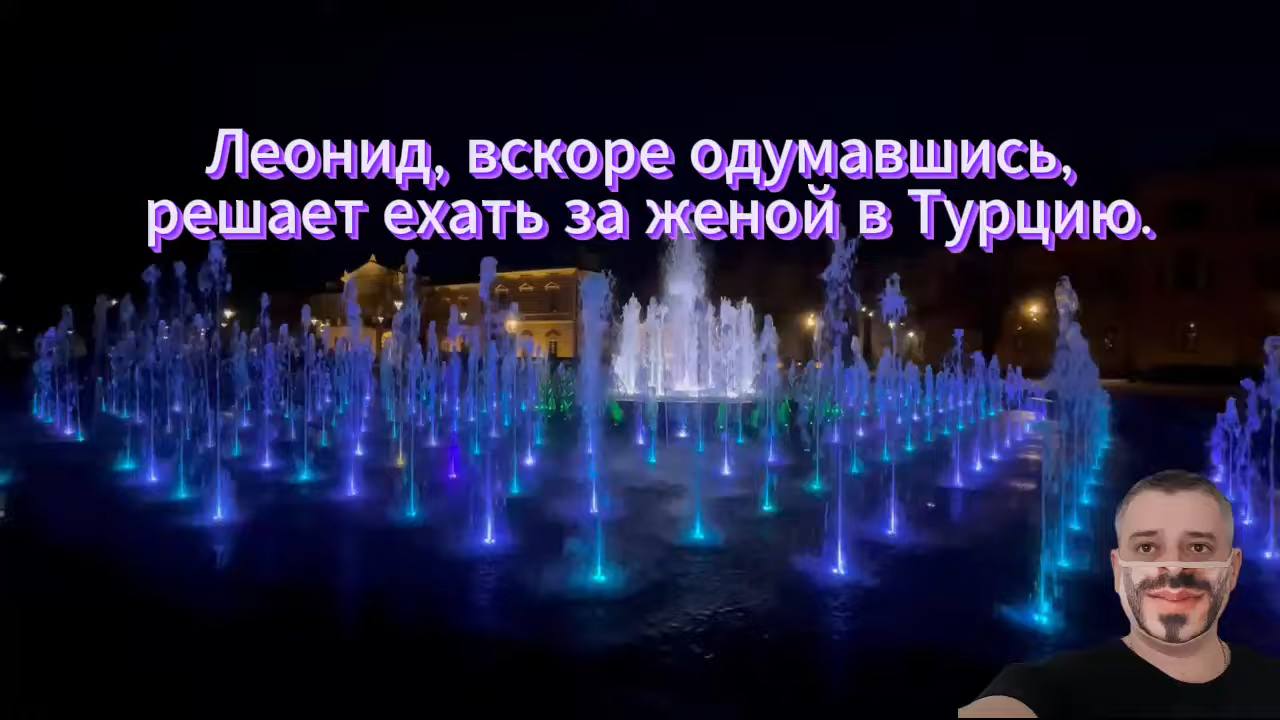 Леонид, вскоре одумавшись,
решает ехать за женой в Турцию.